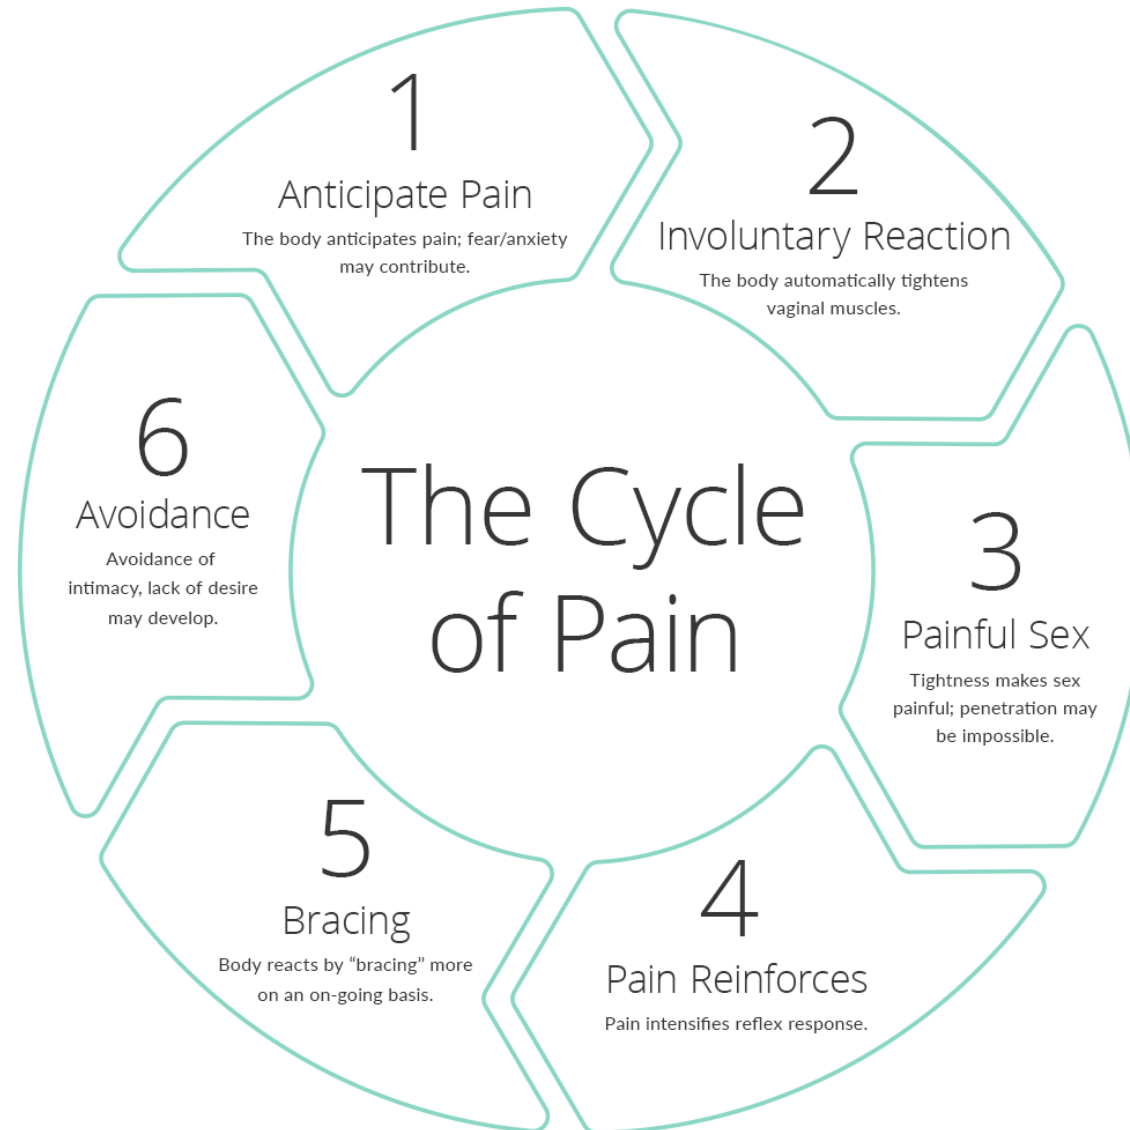 1
Anticipate Pain
The body anticipates pain; fear/anxiety
may contribute.
2
Involuntary Reaction
The body automatically tightens
vaginal muscles.
3
Painful Sex
Tightness makes sex
painful; penetration may
be impossible.
4
Pain Reinforces
Pain intensifies reflex response.
5
Bracing
Body reacts by “bracing” more
on an on-going basis.
6
Avoidance
Avoidance of
intimacy, lack of desire
may develop.
The Cycle
of Pain